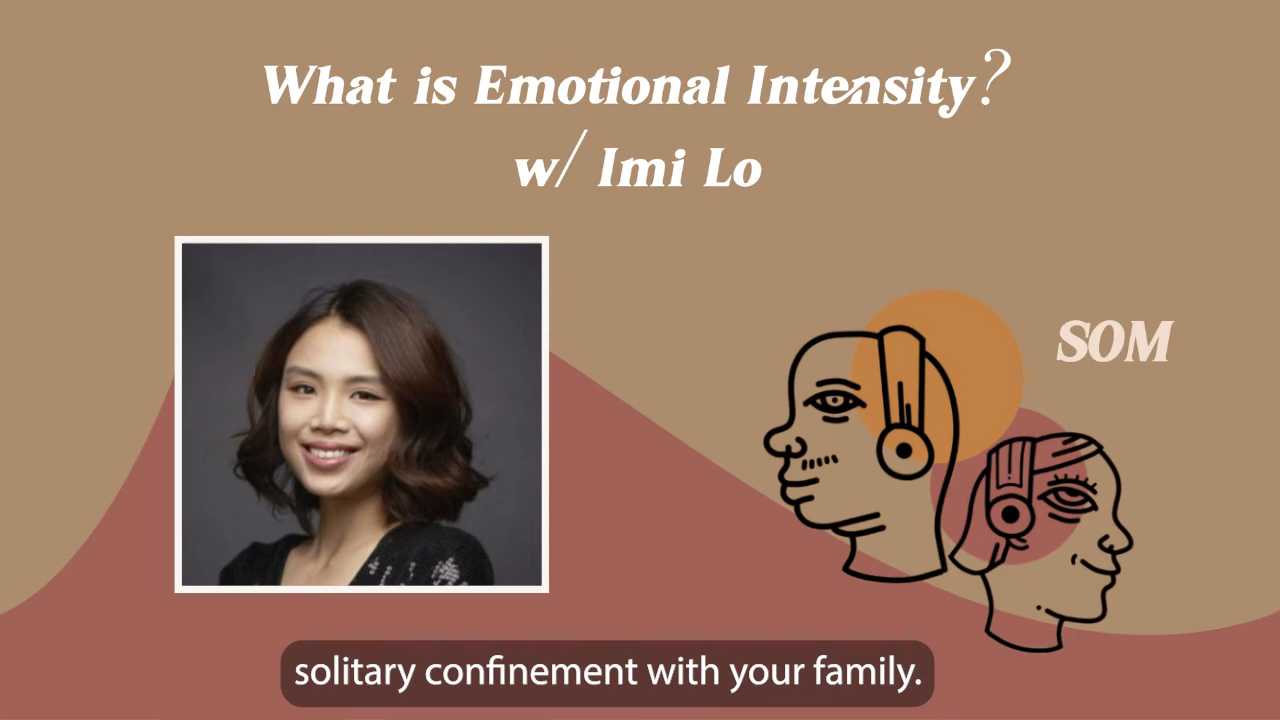 What is Emotional Intensity?
w/ Imi Lo
SOM
solitary confinement with your family.